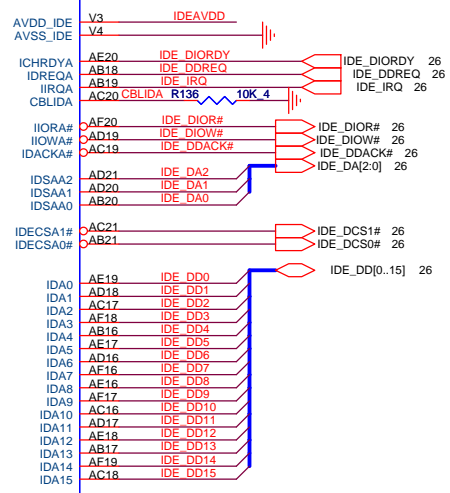 AVDD_IDE V3 IDEAVDD
AVSS_IDE V4
ICHRDYA AE20 IDE_DIORDY IDE_DIORDY 26
IDREQA AB18 IDE_DDREQ IDE_DDREQ 26
IIRQA AB19 IDE_IRQ IDE_IRQ 26
CBLIDA AC20 CBLIDA R136 10K_4
IIORA# AF20 IDE_DIOR# IDE_DIOR# 26
IIOWA# AD19 IDE_DIOW# IDE_DIOW# 26
IDACKA# AC19 IDE_DDACK# IDE_DDACK# 26
IDE_DA[2:0] 26
IDSAA2 AD21 IDE_DA2
IDSAA1 AD20 IDE_DA1
IDSAA0 AB20 IDE_DA0
IDECSA1# AC21 IDE_DCS1# 26
IDECSA0# AB21 IDE_DCS0# 26
IDE_DD[0..15] 26
IDA0 AE19 IDE_DD0
IDA1 AD18 IDE_DD1
IDA2 AC17 IDE_DD2
IDA3 AF18 IDE_DD3
IDA4 AB16 IDE_DD4
IDA5 AE17 IDE_DD5
IDA6 AD16 IDE_DD6
IDA7 AF16 IDE_DD7
IDA8 AE16 IDE_DD8
IDA9 AF17 IDE_DD9
IDA10 AC16 IDE_DD10
IDA11 AD17 IDE_DD11
IDA12 AE18 IDE_DD12
IDA13 AB17 IDE_DD13
IDA14 AF19 IDE_DD14
IDA15 AC18 IDE_DD15